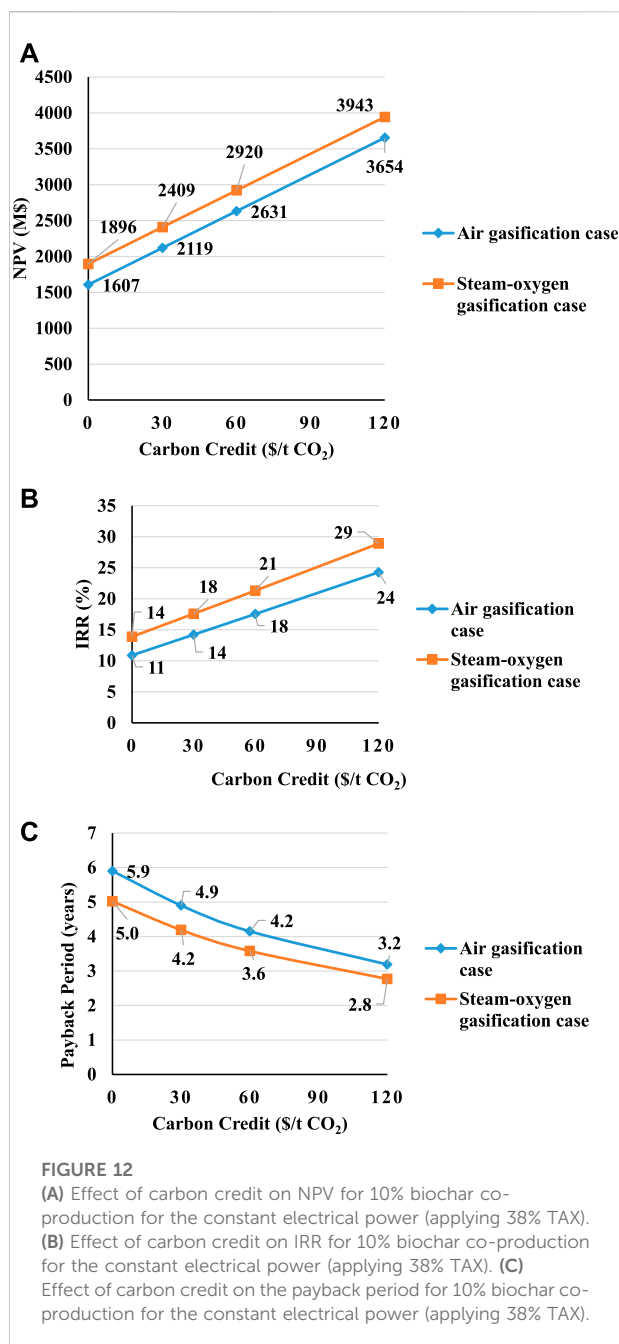 A
4500
4000
3500
3000
2500
2000
1500
1000
500
0
NPV (M$)
3943
2920
2409
1896
3654
2631
2119
1607
0 30 60 90 120
Carbon Credit ($/t CO₂)
Air gasification case
Steam-oxygen
gasification case
B
35
30
25
20
15
10
5
0
IRR (%)
29
21
18
14
24
18
14
11
0 30 60 90 120
Carbon Credit ($/t CO₂)
Air gasification
case
Steam-oxygen
gasification case
C
7
6
5
4
3
2
1
0
Payback Period (years)
5.9
4.9
4.2
3.2
5.0
4.2
3.6
2.8
0 30 60 90 120
Carbon Credit ($/t CO₂)
Air gasification
case
Steam-oxygen
gasification case
FIGURE 12
(A) Effect of carbon credit on NPV for 10% biochar co-
production for the constant electrical power (applying 38% TAX).
(B) Effect of carbon credit on IRR for 10% biochar co-production
for the constant electrical power (applying 38% TAX). (C)
Effect of carbon credit on the payback period for 10% biochar co-
production for the constant electrical power (applying 38% TAX).